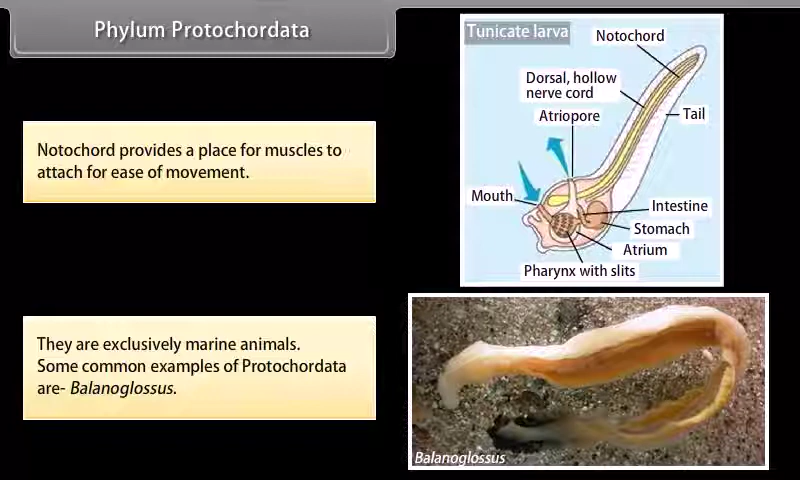 Phylum Protochordata
Notochord provides a place for muscles to
attach for ease of movement.
They are exclusively marine animals.
Some common examples of Protochordata
are- Balanoglossus.
Tunicate larva
Notochord
Dorsal, hollow
nerve cord
Atriopore
Tail
Mouth
Intestine
Stomach
Atrium
Pharynx with slits
Balanoglossus